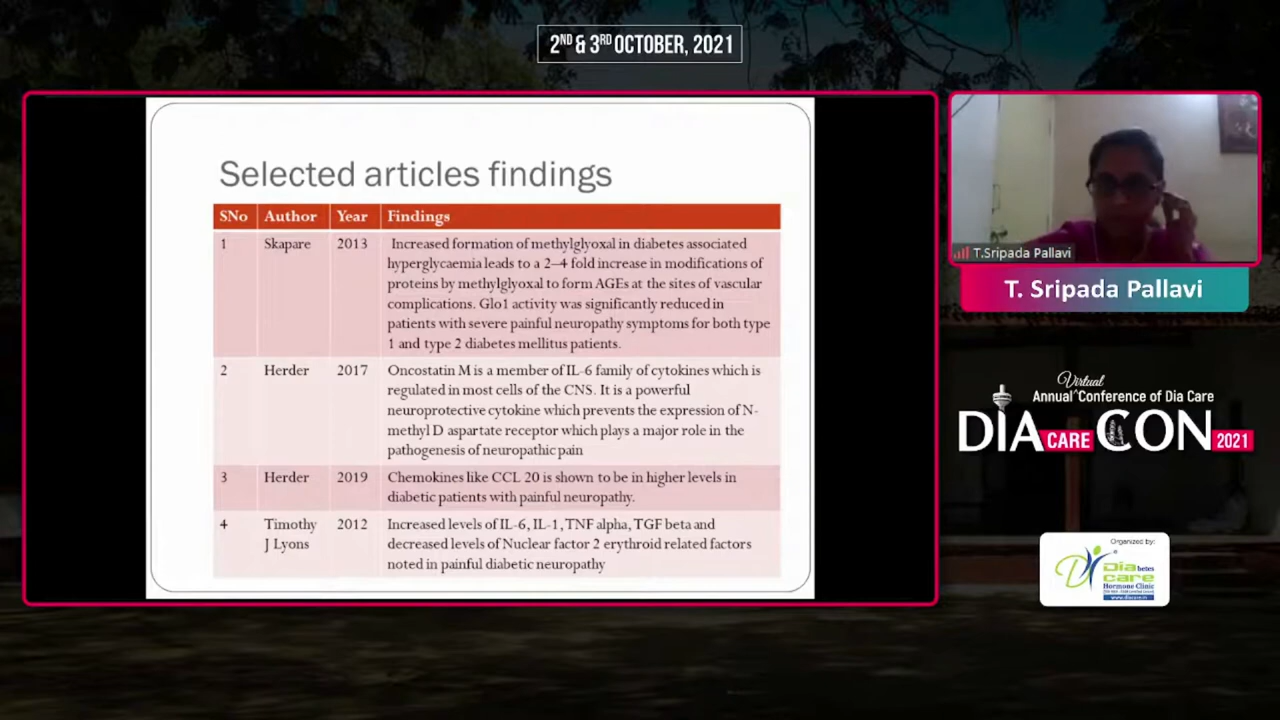 2ND & 3RD OCTOBER, 2021
Selected articles findings
SNo Author Year Findings
1 Skapare 2013 Increased formation of methylglyoxal in diabetes associated
hyperglycaemia leads to a 2–4 fold increase in modifications of
proteins by methylglyoxal to form AGEs at the sites of vascular
complications. Glo1 activity was significantly reduced in
patients with severe painful neuropathy symptoms for both type
1 and type 2 diabetes mellitus patients.
2 Herder 2017 Oncostatin M is a member of IL-6 family of cytokines which is
regulated in most cells of the CNS. It is a powerful
neuroprotective cytokine which prevents the expression of N-
methyl D aspartate receptor which plays a major role in the
pathogenesis of neuropathic pain
3 Herder 2019 Chemokines like CCL 20 is shown to be in higher levels in
diabetic patients with painful neuropathy.
4 Timothy 2012 Increased levels of IL-6, IL-1, TNF alpha, TGF beta and
J Lyons decreased levels of Nuclear factor 2 erythroid related factors
noted in painful diabetic neuropathy
T.Sripada Pallavi
T. Sripada Pallavi
Virtual
Annual Conference of Dia Care
DIA CARE CON 2021
Organized by:
Diabetes
care
Hormone Clinic
www.diacare.in